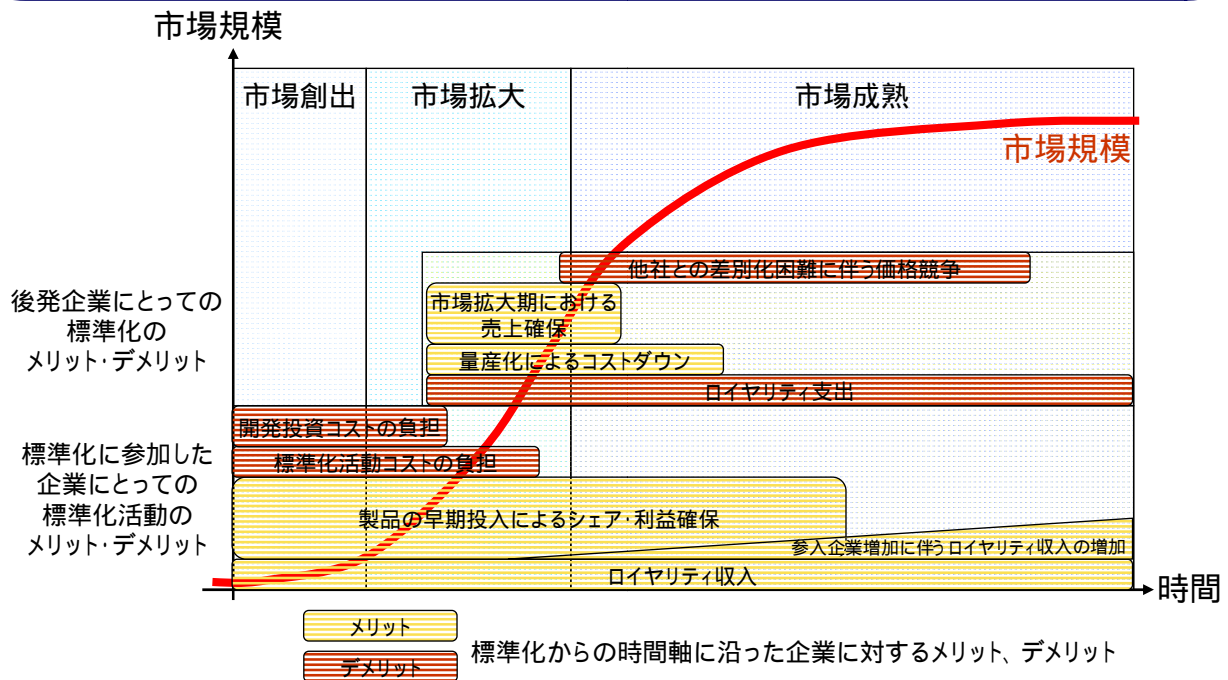 市場規模
市場創出
市場拡大
市場成熟
市場規模
他社との差別化困難に伴う価格競争
後発企業にとっての
標準化の
メリット・デメリット
市場拡大期における
売上確保
量産化によるコストダウン
ロイヤリティ支出
開発投資コストの負担
標準化活動コストの負担
標準化に参加した
企業にとっての
標準化活動の
メリット・デメリット
製品の早期投入によるシェア・利益確保
参入企業増加に伴うロイヤリティ収入の増加
ロイヤリティ収入
時間
メリット
デメリット
標準化からの時間軸に沿った企業に対するメリット、デメリット